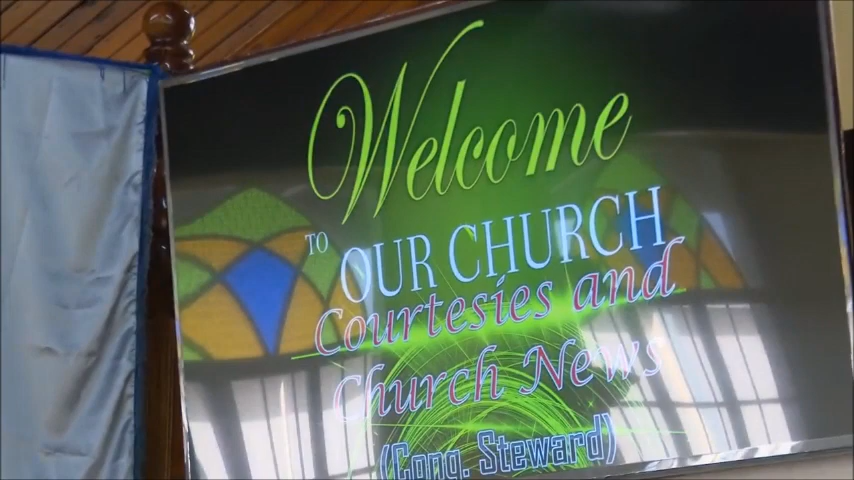 Welcome
TO OUR CHURCH
Courtesies and
Church News
(Cong. Steward)